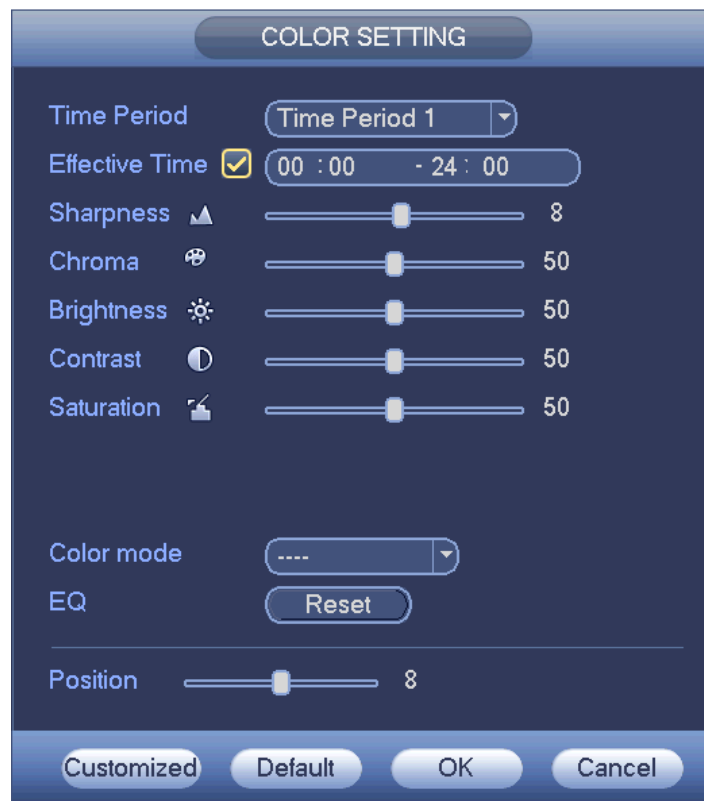 COLOR SETTING
Time Period Time Period 1
Effective Time 00 :00 - 24 : 00
Sharpness 8
Chroma 50
Brightness 50
Contrast 50
Saturation 50
Color mode ----
EQ Reset
Position 8
Customized Default OK Cancel